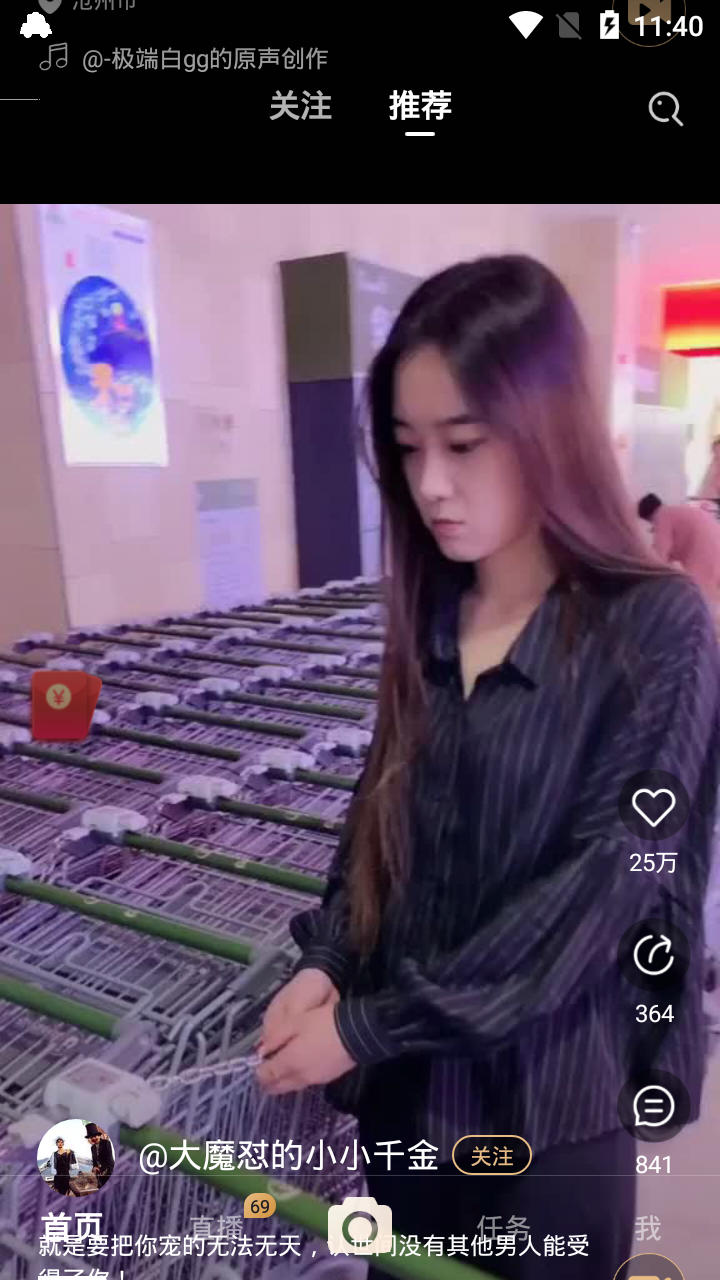 沧州市
11:40
@-极端白gg的原声创作
关注
推荐
25万
364
841
@大魔怼的小小千金
关注
69
首页
直播
任务
我
就是要把你宠的无法无天，让世间没有其他男人能受
得了你！